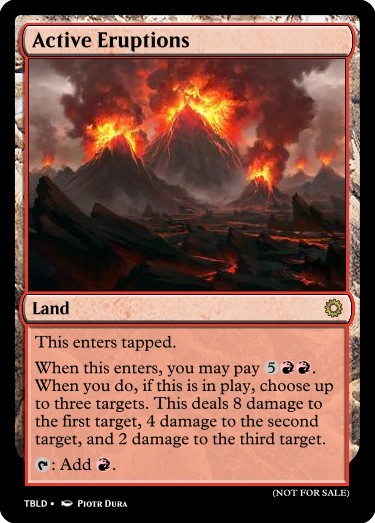 Active Eruptions
Land
This enters tapped.
When this enters, you may pay 5RR.
When you do, if this is in play, choose up
to three targets. This deals 8 damage to
the first target, 4 damage to the second
target, and 2 damage to the third target.
: Add R.
(NOT FOR SALE)
TBLD • Piotr Dura